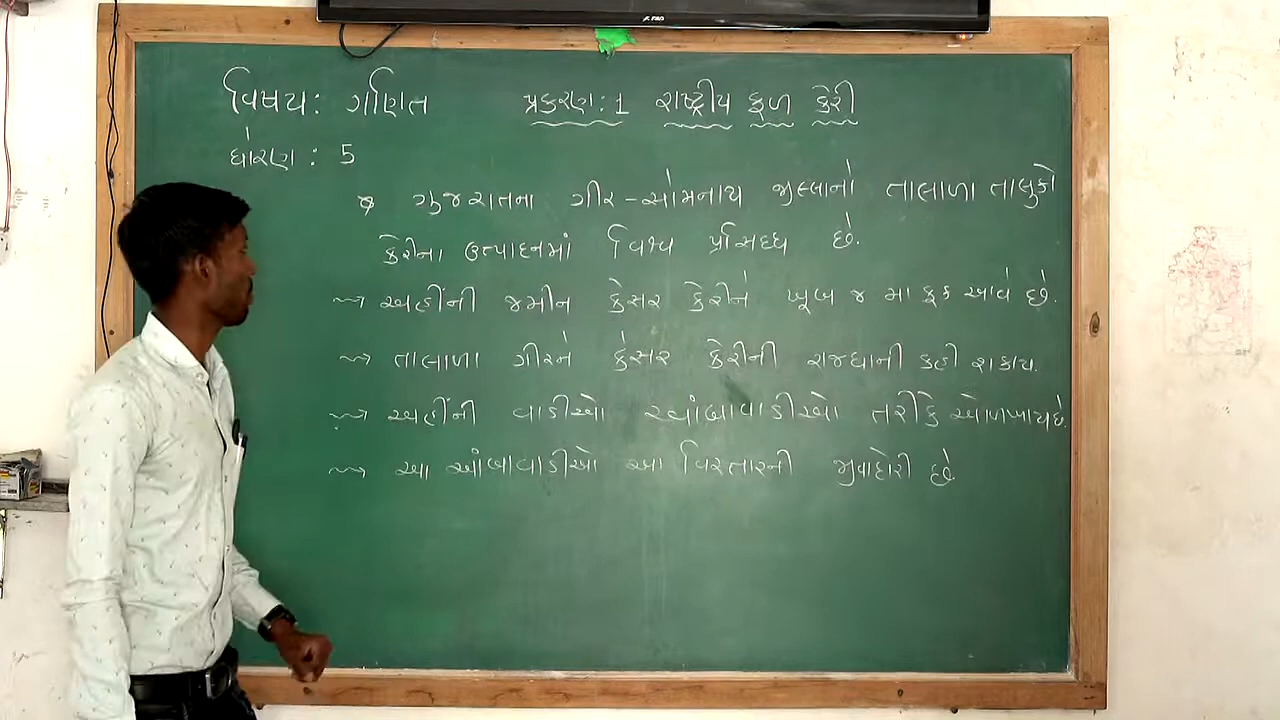 વિષય: ગણિત પ્રકરણ: 1 રાષ્ટ્રીય ફળ કેરી
ધોરણ : 5
ગુજરાતના ગીર-સોમનાથ જીલ્લાનો તાલાળા તાલુકો
કેરીના ઉત્પાદનમાં વિશ્વ પ્રસિધ્ધ છે.
અહીંની જમીન કેસર કેરીને ખૂબ જ માફક આવે છે.
તાલાળા ગીરને કેસર કેરીની રાજધાની કહી શકાય.
અહીંની વાડીઓ આંબાવાડીઓ તરીકે ઓળખાય છે.
આ આંબાવાડીઓ આ વિસ્તારની જીવાદોરી છે